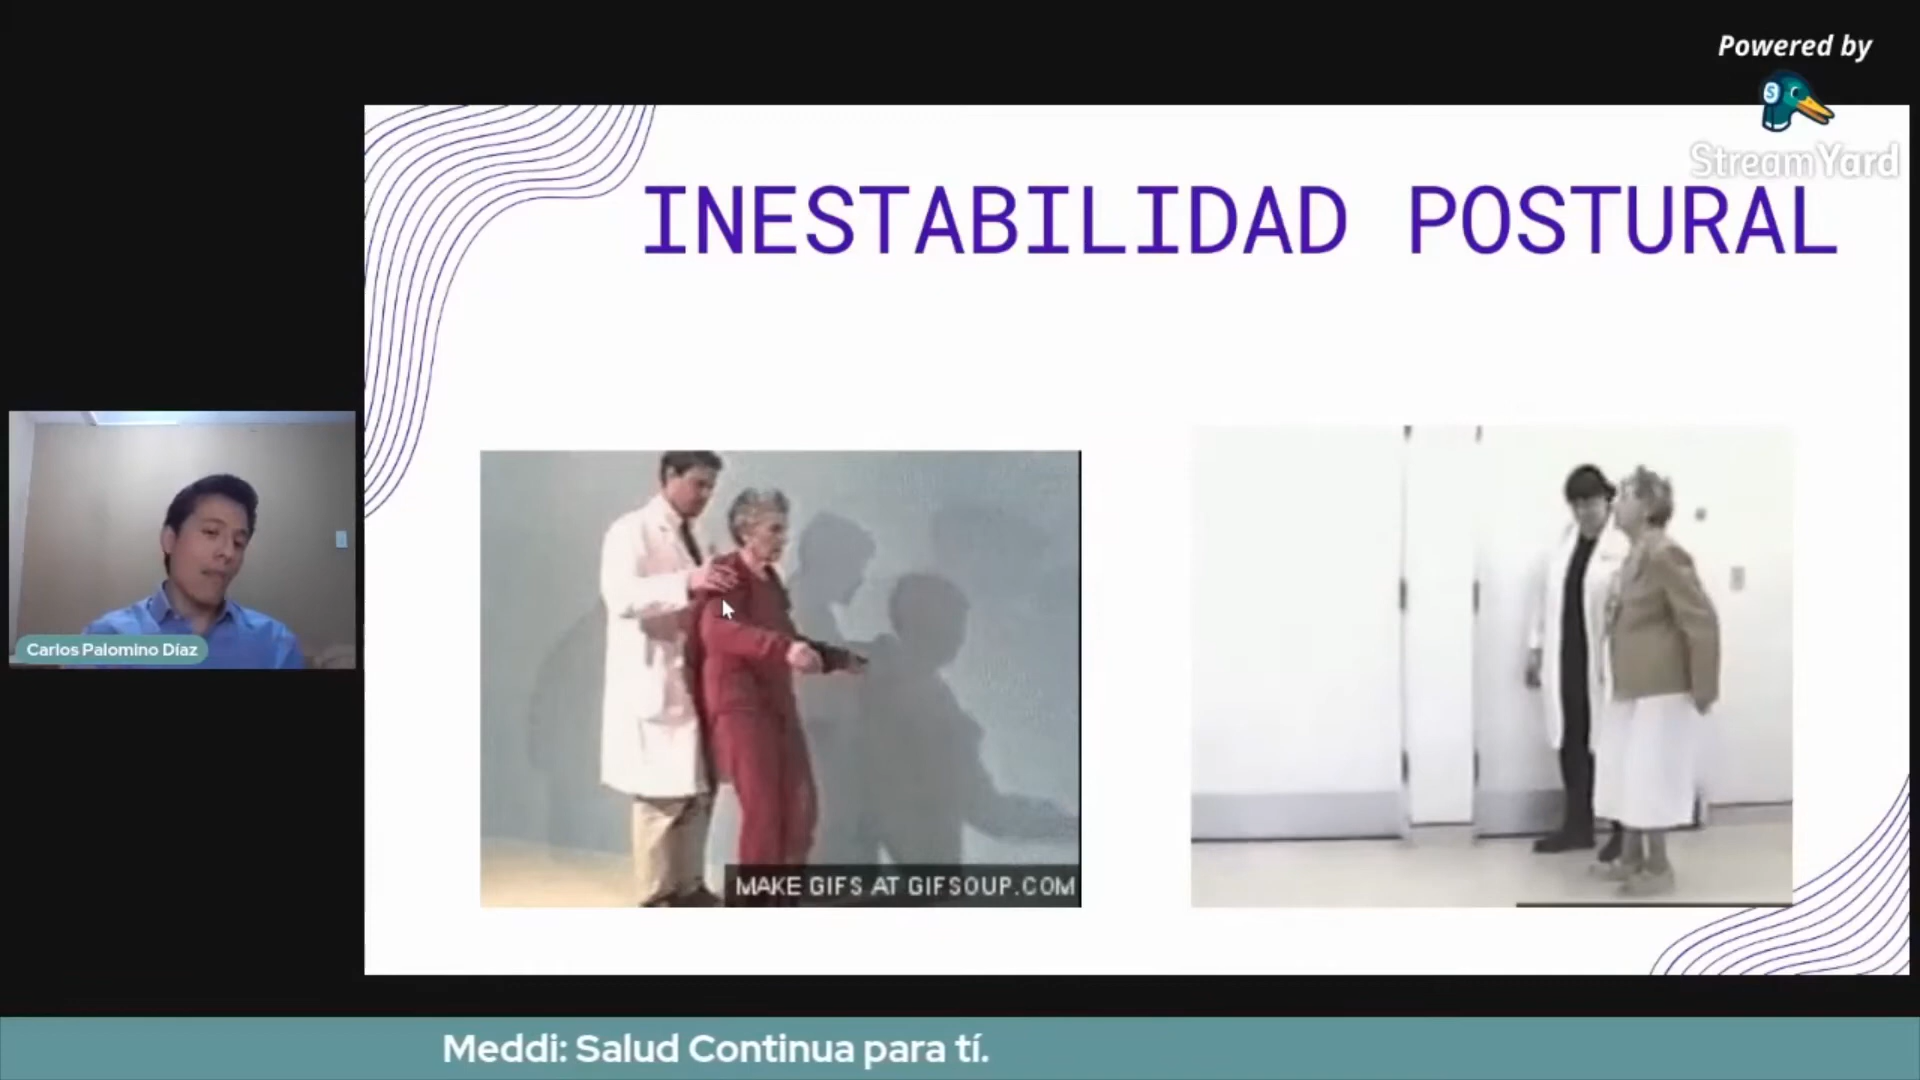 Powered by
StreamYard
INESTABILIDAD POSTURAL
Carlos Palomino Díaz
MAKE GIFS AT GIFSOUP.COM
Meddi: Salud Continua para tí.